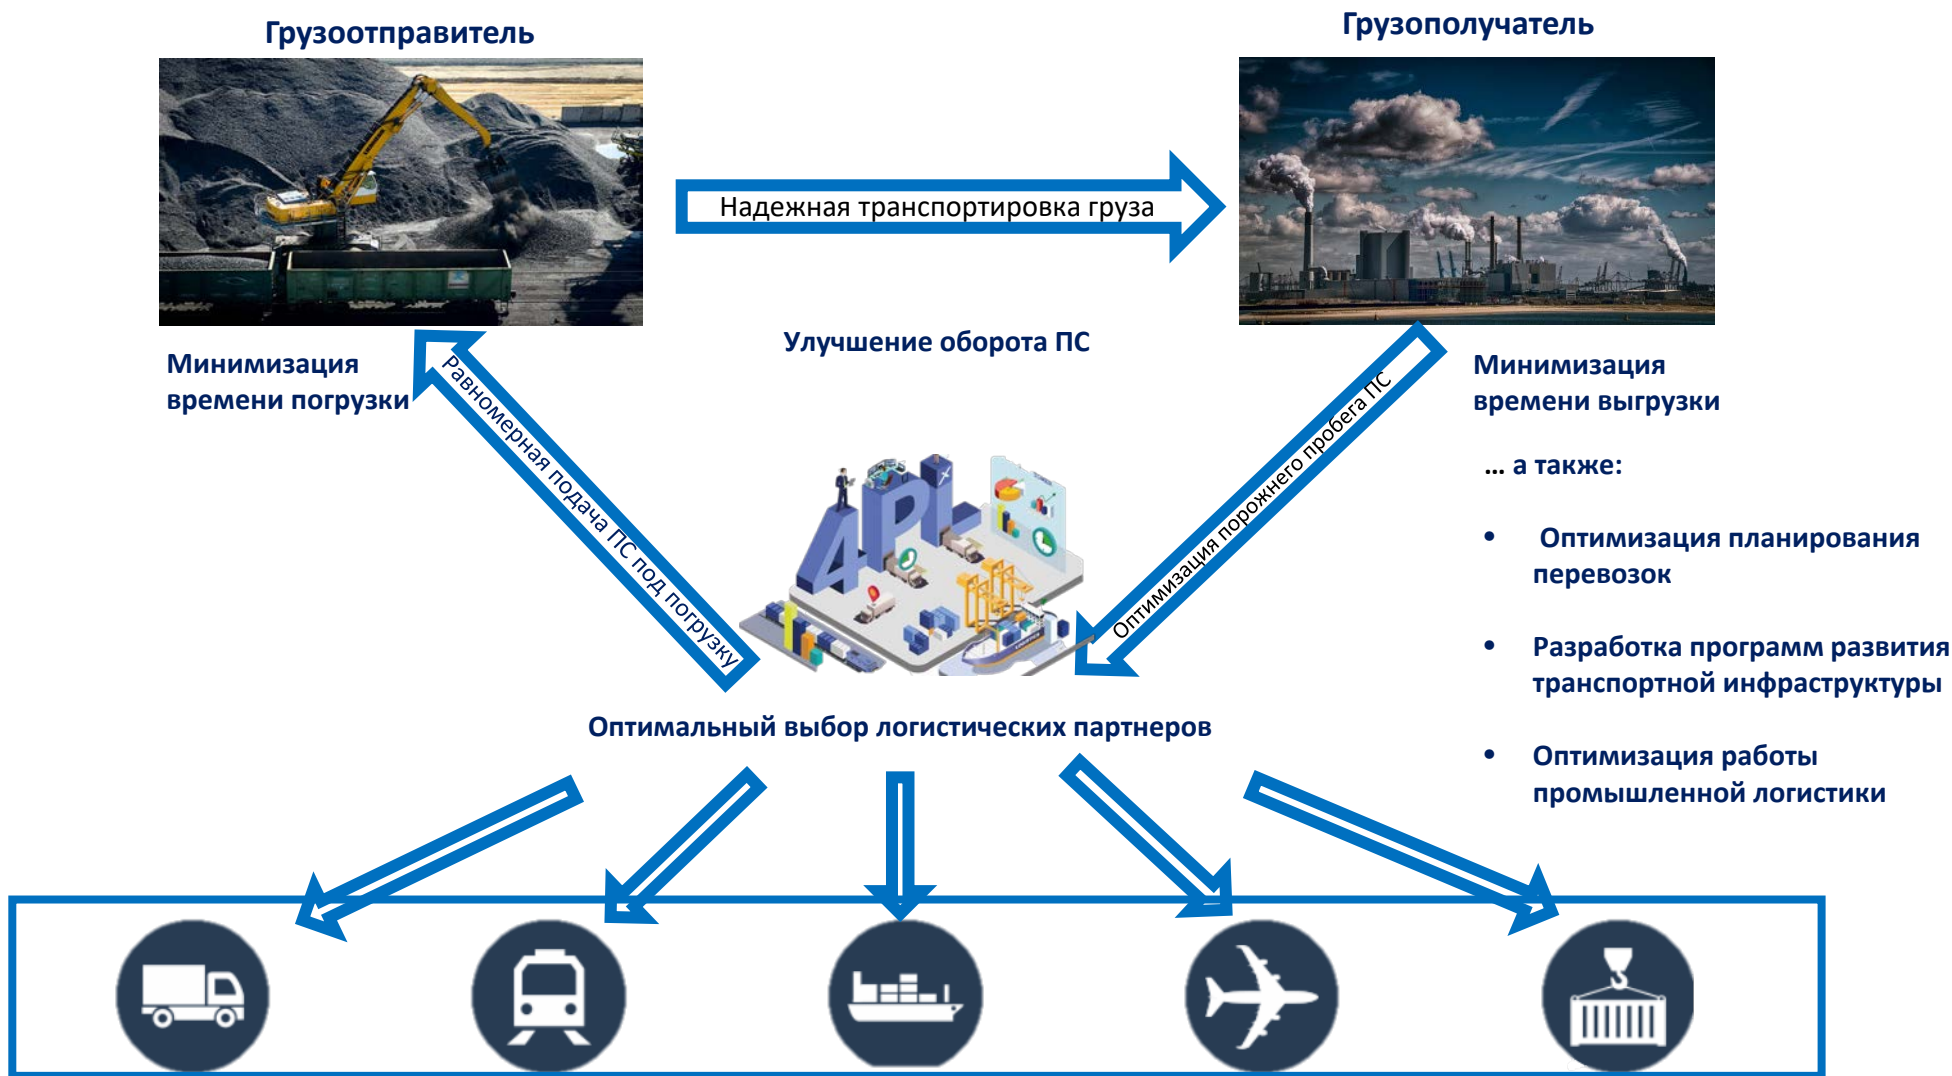 Грузоотправитель
Грузополучатель
Надежная транспортировка груза
Улучшение оборота ПС
Минимизация
времени погрузки
Равномерная подача ПС под погрузку
Оптимизация порожнего пробега ПС
Минимизация
времени выгрузки
... а также:
• Оптимизация планирования
перевозок
• Разработка программ развития
транспортной инфраструктуры
• Оптимизация работы
промышленной логистики
4PL
Оптимальный выбор логистических партнеров